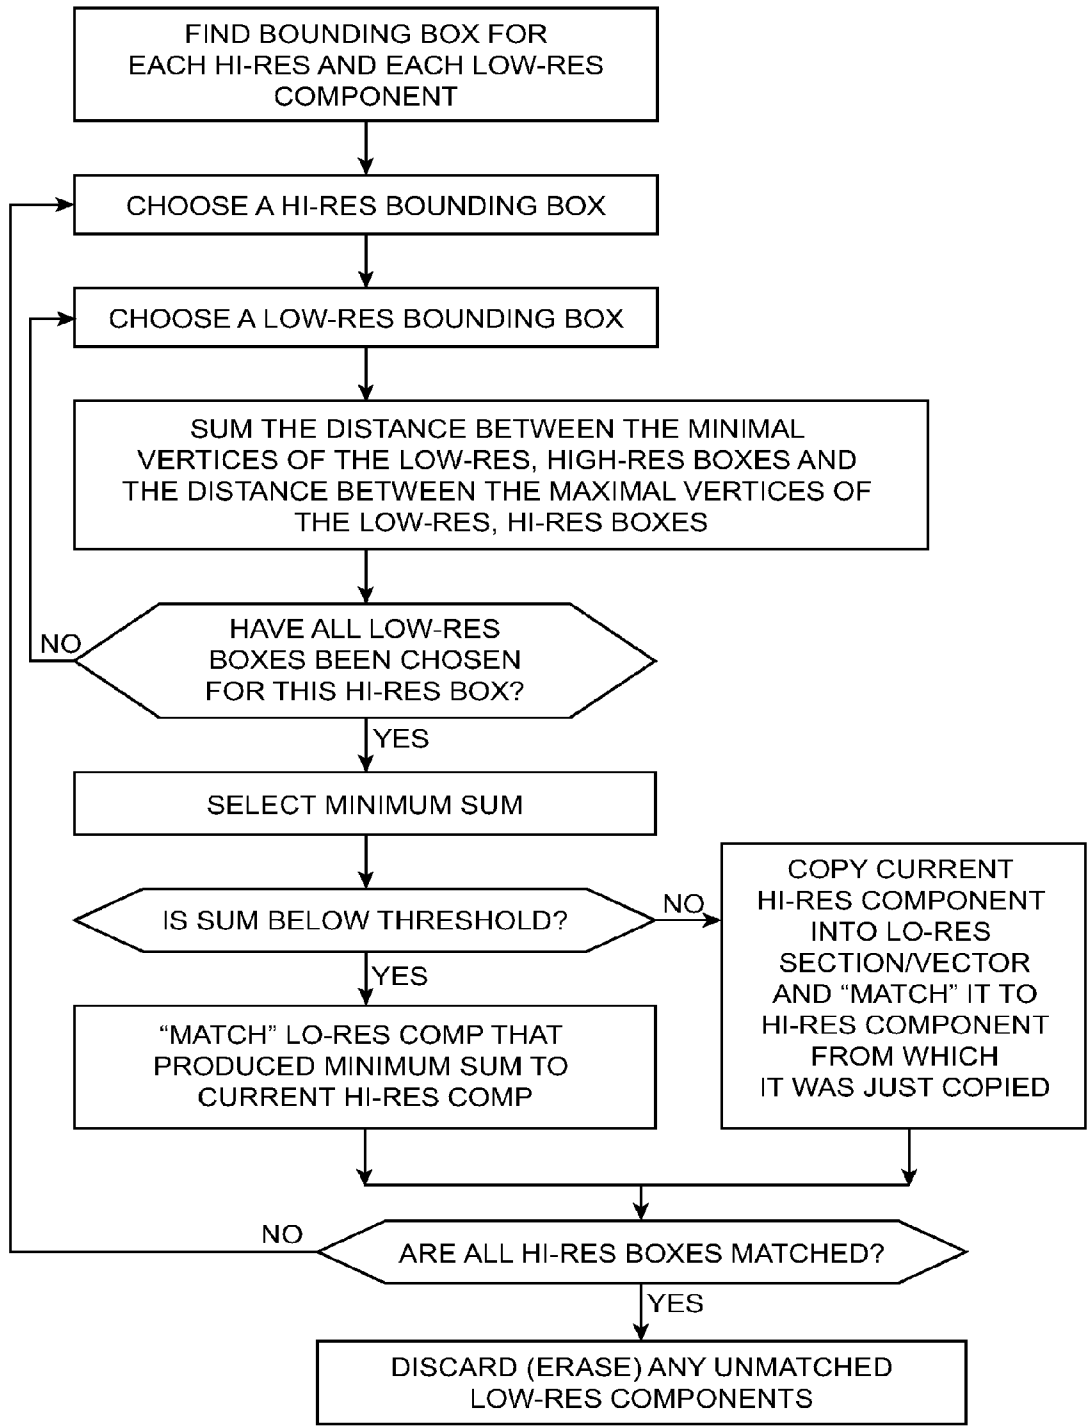 FIND BOUNDING BOX FOR
EACH HI-RES AND EACH LOW-RES
COMPONENT
CHOOSE A HI-RES BOUNDING BOX
CHOOSE A LOW-RES BOUNDING BOX
SUM THE DISTANCE BETWEEN THE MINIMAL
VERTICES OF THE LOW-RES, HIGH-RES BOXES AND
THE DISTANCE BETWEEN THE MAXIMAL VERTICES OF
THE LOW-RES, HI-RES BOXES
NO
HAVE ALL LOW-RES
BOXES BEEN CHOSEN
FOR THIS HI-RES BOX?
YES
SELECT MINIMUM SUM
IS SUM BELOW THRESHOLD?
NO
YES
"MATCH" LO-RES COMP THAT
PRODUCED MINIMUM SUM TO
CURRENT HI-RES COMP
COPY CURRENT
HI-RES COMPONENT
INTO LO-RES
SECTION/VECTOR
AND "MATCH" IT TO
HI-RES COMPONENT
FROM WHICH
IT WAS JUST COPIED
NO
ARE ALL HI-RES BOXES MATCHED?
YES
DISCARD (ERASE) ANY UNMATCHED
LOW-RES COMPONENTS